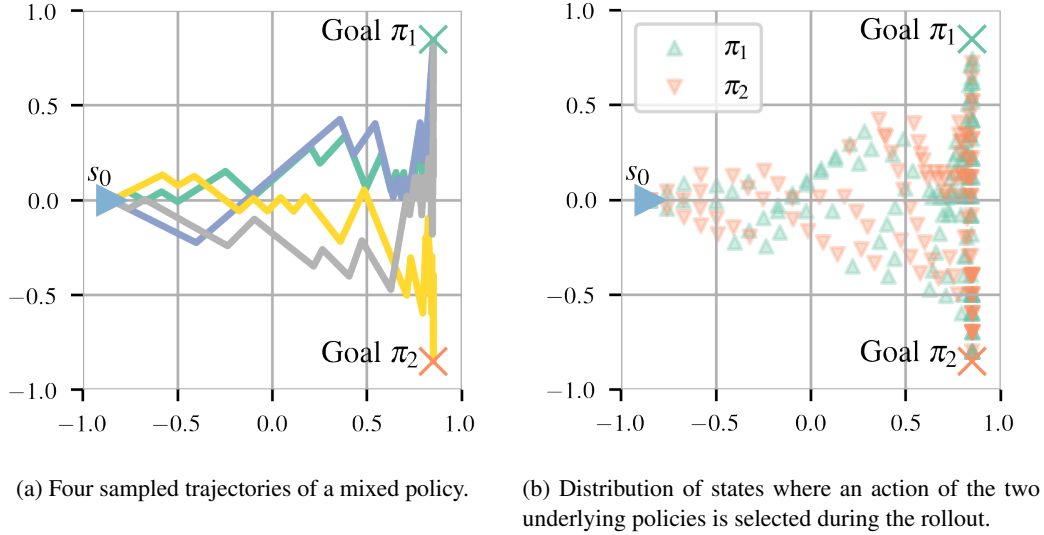 1.0
0.5
0.0
−0.5
−1.0
−1.0
−0.5
0.0
0.5
1.0
s0
Goal π1
Goal π2
1.0
0.5
0.0
−0.5
−1.0
−1.0
−0.5
0.0
0.5
1.0
π1
π2
s0
Goal π1
Goal π2
(a) Four sampled trajectories of a mixed policy.
(b) Distribution of states where an action of the two
underlying policies is selected during the rollout.